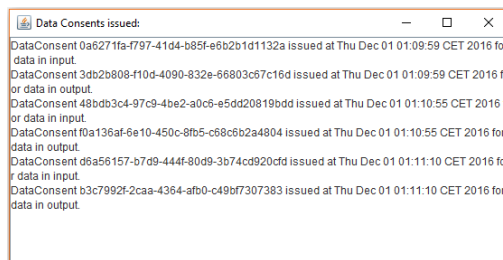 Data Consents issued:
DataConsent 0a6271fa-f797-41d4-b85f-e6b2b1d1132a issued at Thu Dec 01 01:09:59 CET 2016 fo
data in input.
DataConsent 3db2b808-f10d-4090-832e-66803c67c16d issued at Thu Dec 01 01:09:59 CET 2016 f
or data in output.
DataConsent 48bdb3c4-97c9-4be2-a0c6-e5dd20819bdd issued at Thu Dec 01 01:10:55 CET 2016
or data in input.
DataConsent f0a136af-6e10-450c-8fb5-c68c6b2a4804 issued at Thu Dec 01 01:10:55 CET 2016 for
data in output.
DataConsent d6a56157-b7d9-444f-80d9-3b74cd920cfd issued at Thu Dec 01 01:11:10 CET 2016 fo
r data in input.
DataConsent b3c7992f-2caa-4364-afb0-c49bf7307383 issued at Thu Dec 01 01:11:10 CET 2016 for
data in output.